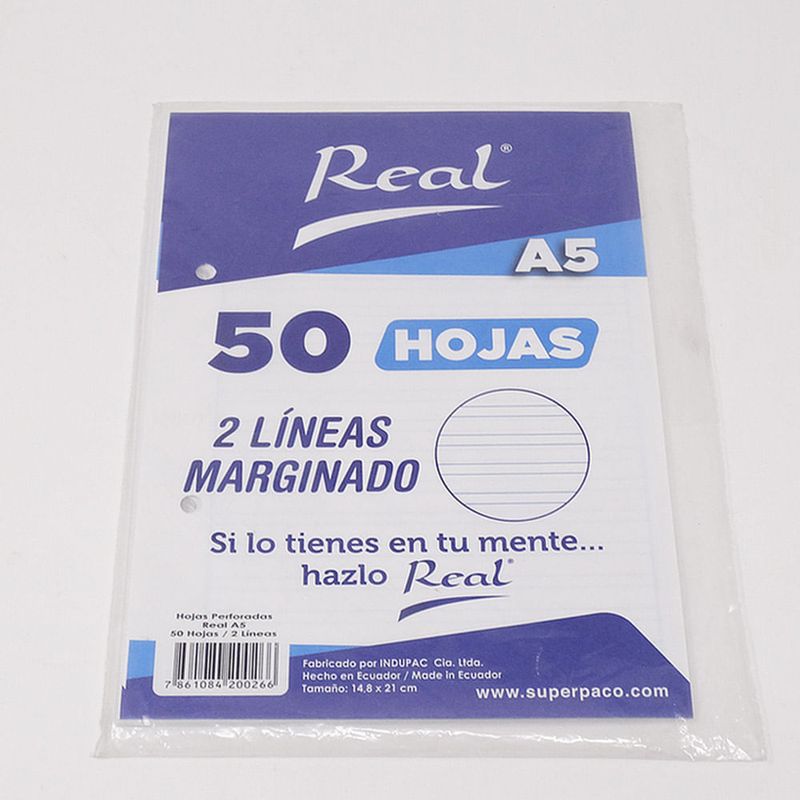 Real®
A5
50 HOJAS
2 LÍNEAS
MARGINADO
Si lo tienes en tu mente...
hazlo Real®
Hojas Perforadas
Real A5
50 Hojas / 2 Líneas
7 861084 200266
Fabricado por INDUPAC Cia. Ltda.
Hecho en Ecuador / Made in Ecuador
Tamaño: 14,8 x 21 cm
www.superpaco.com